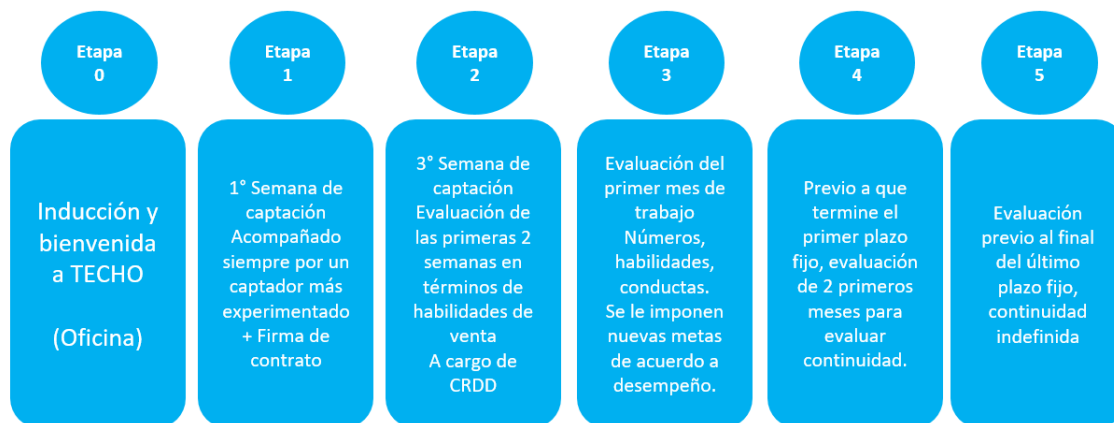 Etapa
0
Inducción y
bienvenida
a TECHO
(Oficina)
Etapa
1
1° Semana de
captación
Acompañado
siempre por un
captador más
experimentado
+ Firma de
contrato
Etapa
2
3° Semana de
captación
Evaluación de
las primeras 2
semanas en
términos de
habilidades de
venta
A cargo de
CRDD
Etapa
3
Evaluación del
primer mes de
trabajo
Números,
habilidades,
conductas.
Se le imponen
nuevas metas
de acuerdo a
desempeño.
Etapa
4
Previo a que
termine el
primer plazo
fijo, evaluación
de 2 primeros
meses para
evaluar
continuidad.
Etapa
5
Evaluación
previo al final
del último
plazo fijo,
continuidad
indefinida